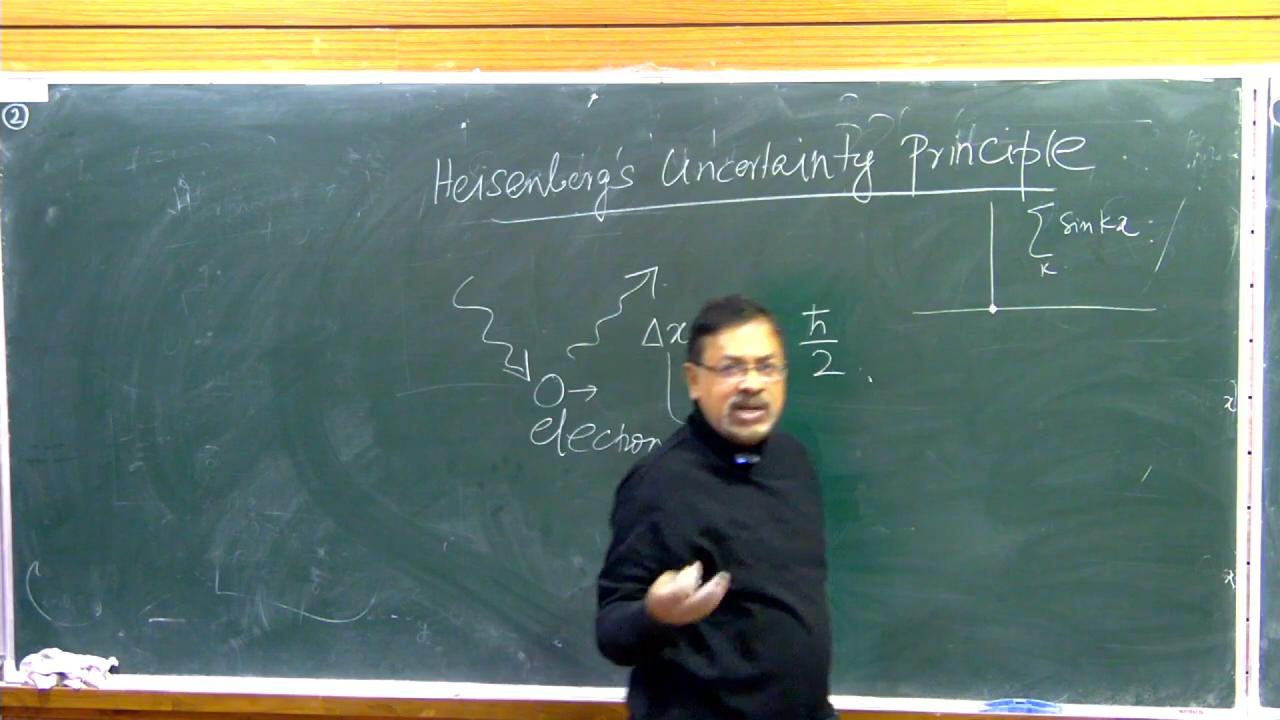 ②
Heisenberg's Uncertainty Principle
∑ sin kx
k
Δx
ħ/2
electron
x
x